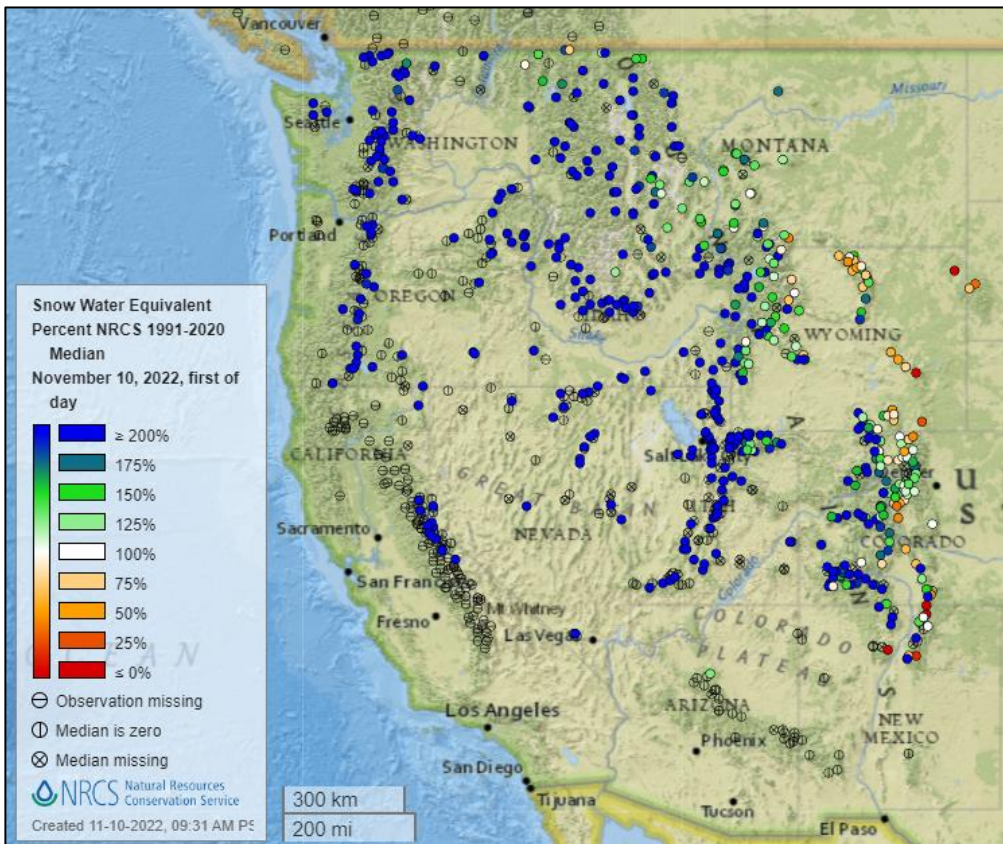 Vancouver
Seattle
WASHINGTON
MONTANA
Missouri
Portland
OREGON
IDAHO
Snake
WYOMING
Snow Water Equivalent
Percent NRCS 1991-2020
Median
November 10, 2022, first of
day
≥ 200%
175%
150%
125%
100%
75%
50%
25%
≤ 0%
Observation missing
Median is zero
Median missing
NRCS Natural Resources
Conservation Service
Created 11-10-2022, 09:31 AM PS
CALIFORNIA
GREAT BASIN
NEVADA
UTAH
U
S
COLORADO
Sacramento
San Francisco
Fresno
Mt Whitney
Las Vegas
Colorado
COLORADO
PLATEAU
Los Angeles
ARIZONA
Phoenix
NEW
MEXICO
San Diego
Tijuana
Tucson
El Paso
300 km
200 mi